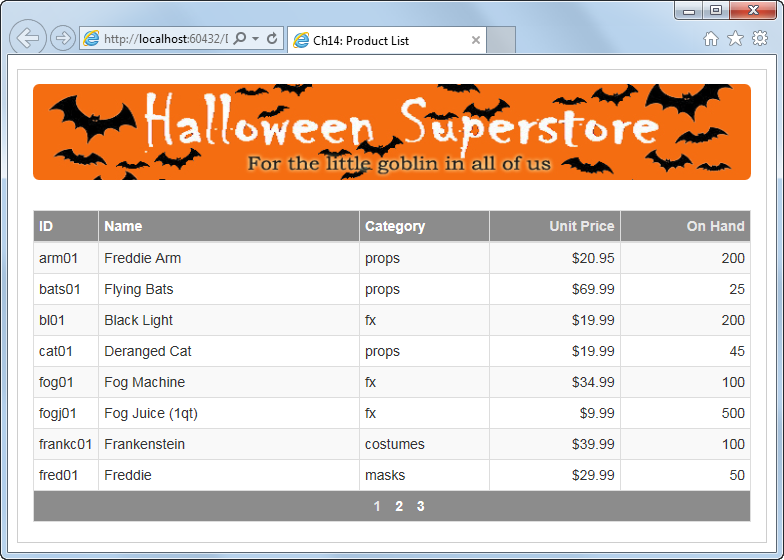 http://localhost:60432/
Ch14: Product List
Halloween Superstore
For the little goblin in all of us
ID Name Category Unit Price On Hand
arm01 Freddie Arm props $20.95 200
bats01 Flying Bats props $69.99 25
bl01 Black Light fx $19.99 200
cat01 Deranged Cat props $19.99 45
fog01 Fog Machine fx $34.99 100
fogj01 Fog Juice (1qt) fx $9.99 500
frankc01 Frankenstein costumes $39.99 100
fred01 Freddie masks $29.99 50
1 2 3